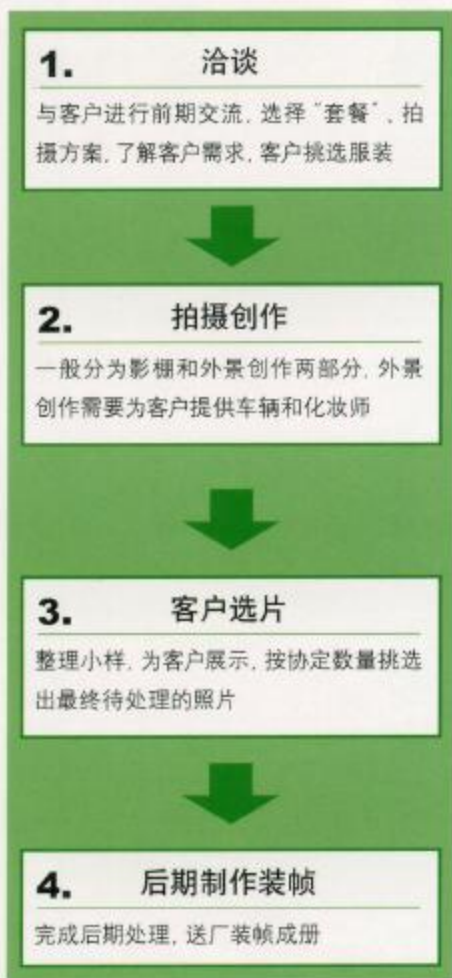 1. 洽谈
与客户进行前期交流, 选择“套餐”, 拍
摄方案, 了解客户需求, 客户挑选服装
2. 拍摄创作
一般分为影棚和外景创作两部分, 外景
创作需要为客户提供车辆和化妆师
3. 客户选片
整理小样, 为客户展示, 按协定数量挑选
出最终待处理的照片
4. 后期制作装帧
完成后期处理, 送厂装帧成册